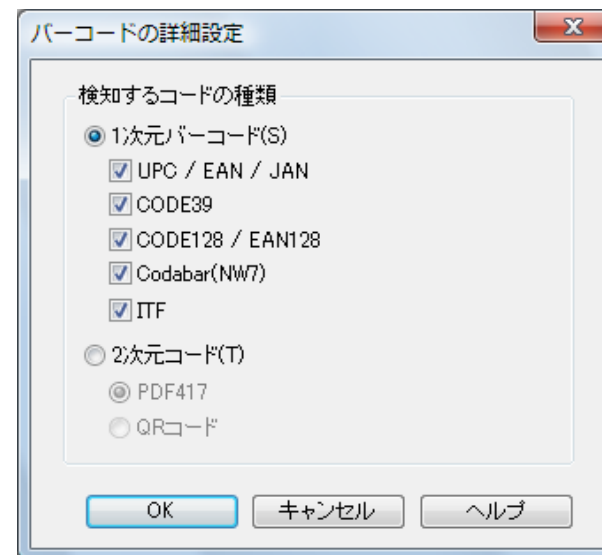 バーコードの詳細設定
検知するコードの種類
1次元バーコード(S)
UPC / EAN / JAN
CODE39
CODE128 / EAN128
Codabar(NW7)
ITF
2次元コード(T)
PDF417
QRコード
OK キャンセル ヘルプ